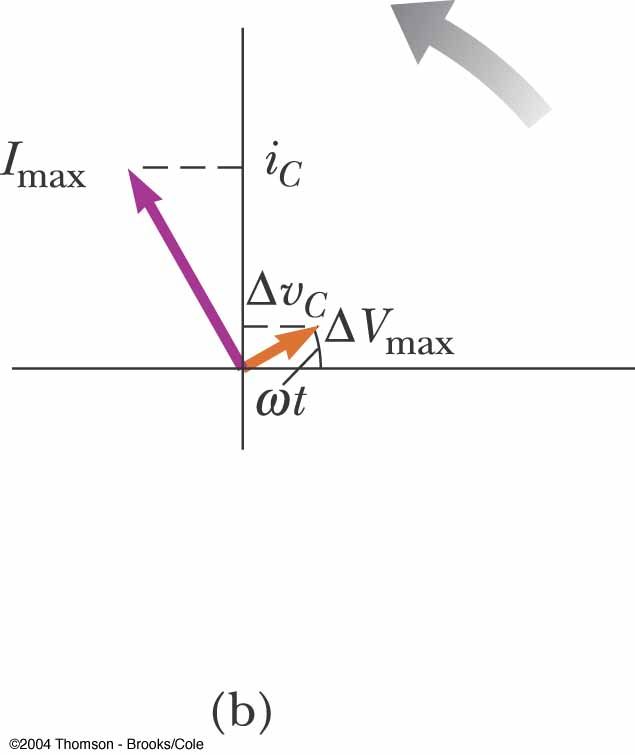 I_max
i_C
Δv_C
ΔV_max
ωt
(b)
©2004 Thomson - Brooks/Cole